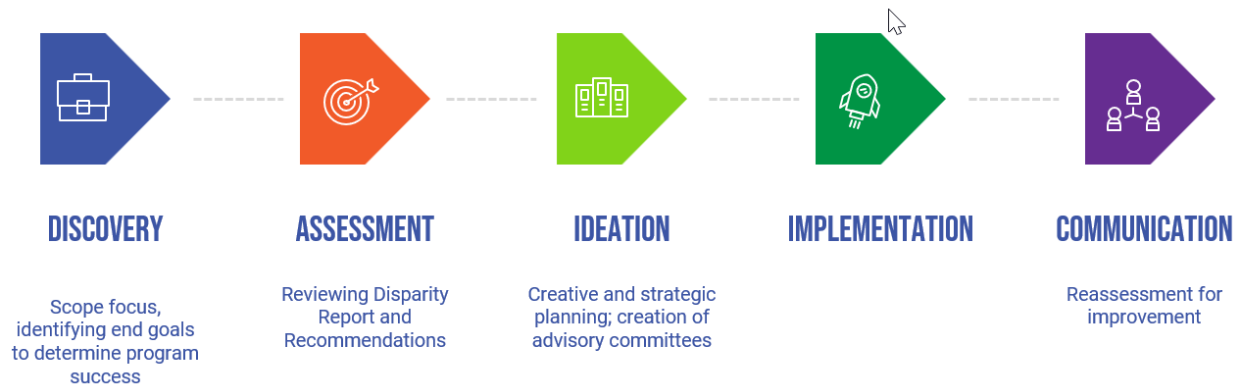 DISCOVERY
Scope focus,
identifying end goals
to determine program
success
ASSESSMENT
Reviewing Disparity
Report and
Recommendations
IDEATION
Creative and strategic
planning; creation of
advisory committees
IMPLEMENTATION
COMMUNICATION
Reassessment for
improvement